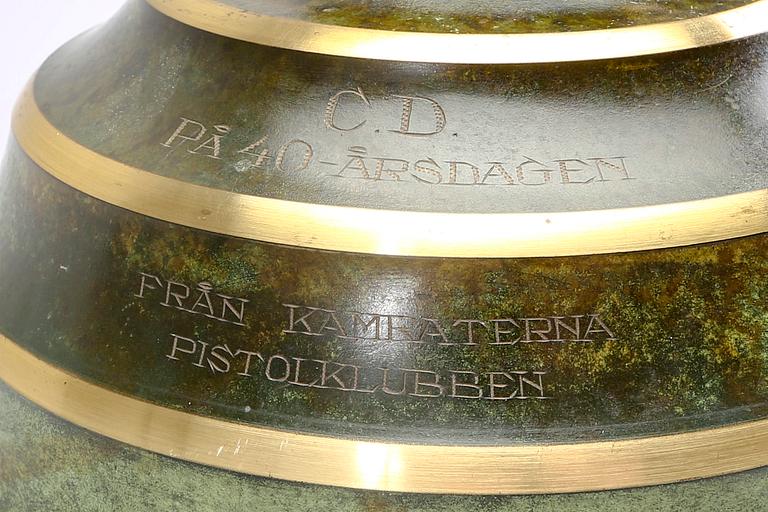 C.D.
PÅ 40-ÅRSDAGEN
FRÅN KAMRATERNA
PISTOLKLUBBEN